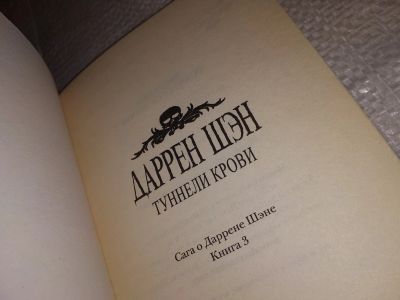 ДАРРЕН ШЭН
ТУННЕЛИ КРОВИ
Сага о Даррене Шэне
Книга 3